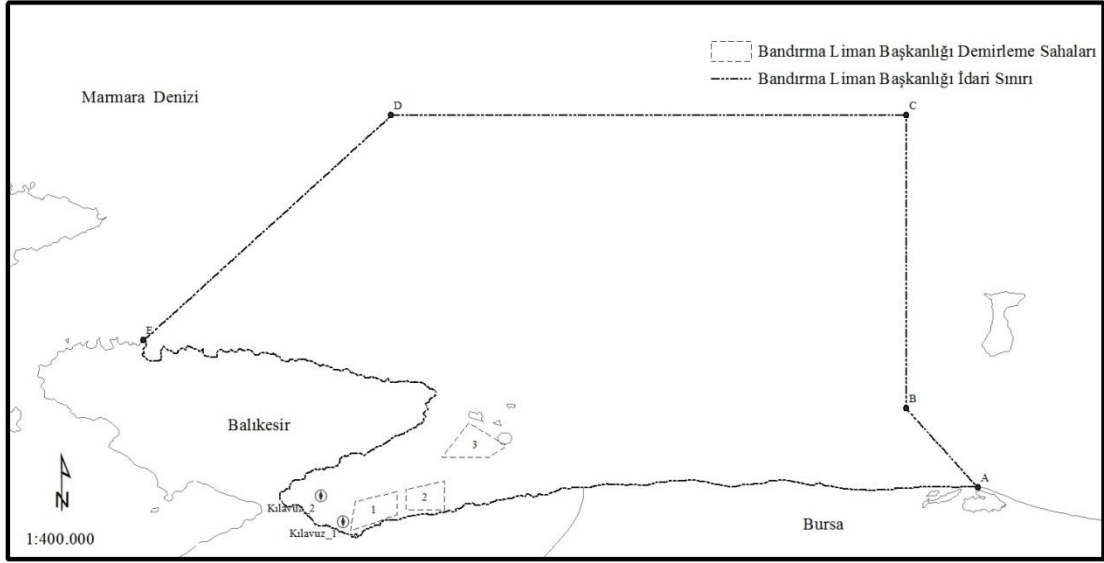 Bandırma Liman Başkanlığı Demirleme Sahaları
Bandırma Liman Başkanlığı İdari Sınırı
Marmara Denizi
D
C
E
B
Balıkesir
3
A
Kılavuz_2
1
2
Kılavuz_1
N
Bursa
1:400.000